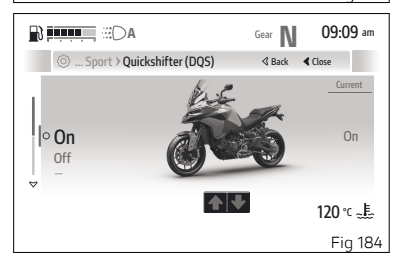 A Gear N 09:09 am
... Sport > Quickshifter (DQS) Back Close
Current
On On
Off
–
120 °C
Fig 184